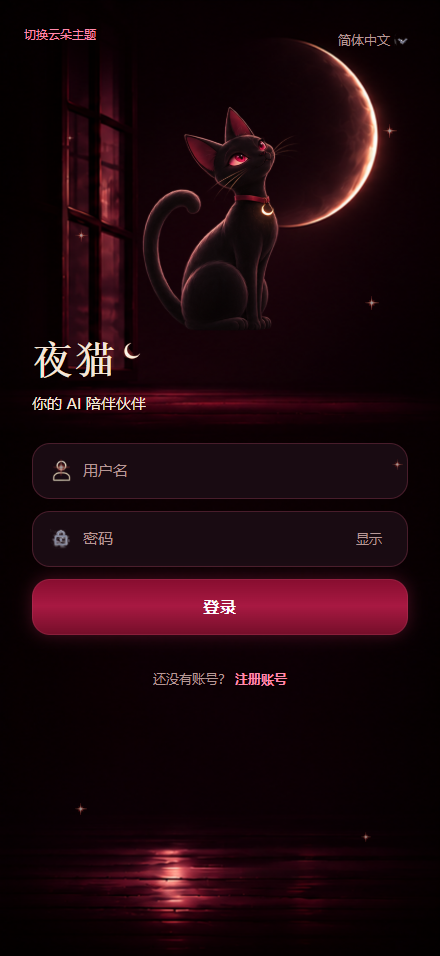 切换云朵主题
简体中文
夜猫
你的 AI 陪伴伙伴
用户名
密码
显示
登录
还没有账号？ 注册账号